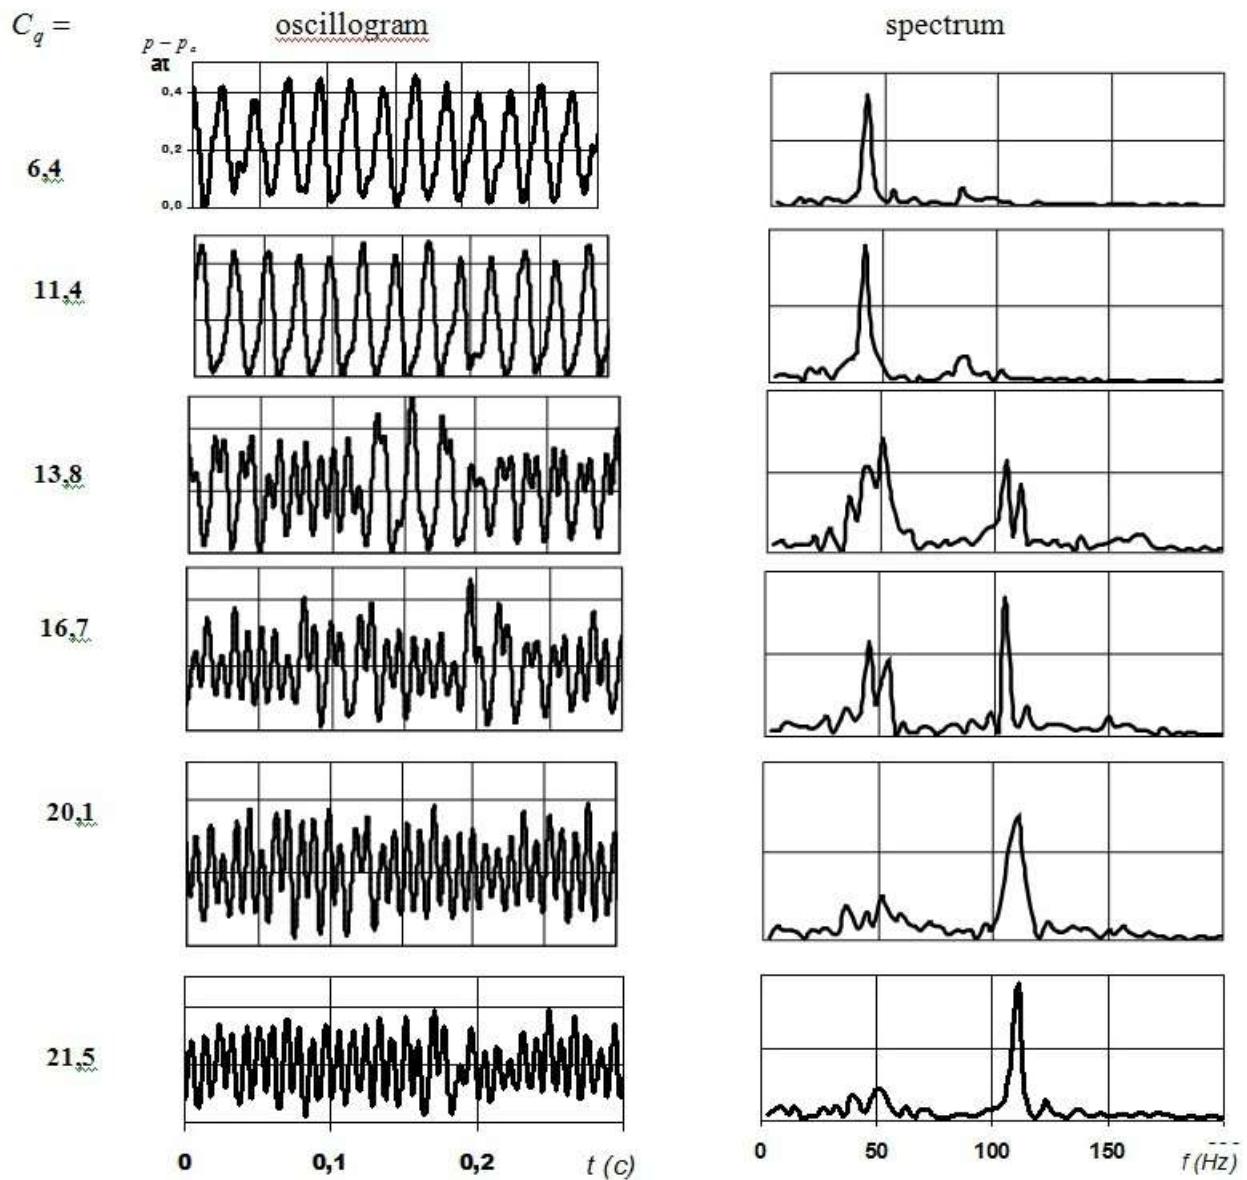 C_q = oscillogram spectrum
p − p_a
at
0,4
0,2
0,0
6,4
11,4
13,8
16,7
20,1
21,5
0 0,1 0,2 t (c)
0 50 100 150 f (Hz)